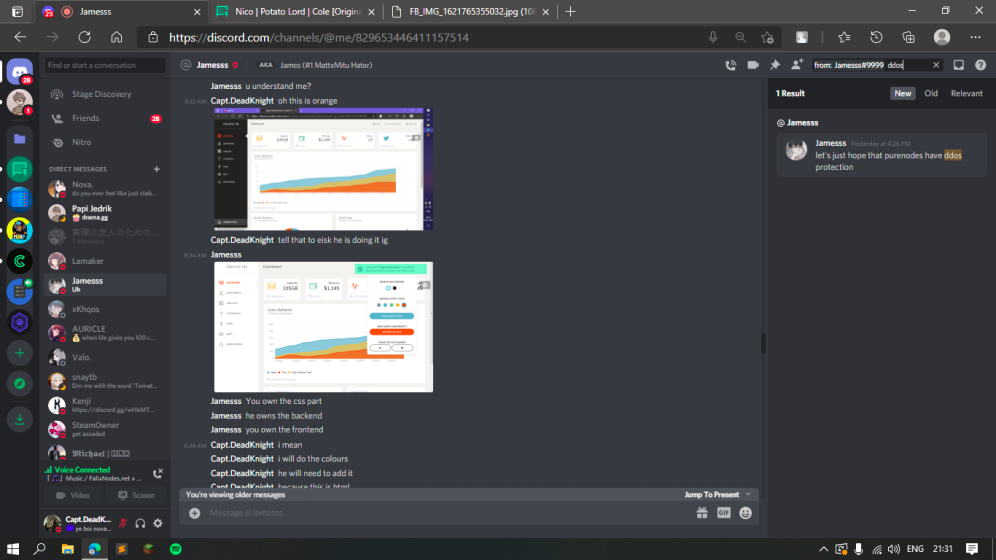 Jamesss
Nico | Potato Lord | Cole [Origina
FB_IMG_1621765355032.jpg (108
https://discord.com/channels/@me/829653446411157514
Find or start a conversation
Jamesss
AKA
James (#1 MattxMitu Hater)
from: Jamesss#9999 ddos
Stage Discovery
Friends
28
Nitro
DIRECT MESSAGES
Nova.
do you ever feel like just stab...
Papi Jedrik
drama.gg
Lamaker
Jamesss
Uh
xKhqos
AURICLE
when life gives you 100 r...
Valo.
snaytb
Dm me with the word 'Tomat...
Kenji
https://discord.gg/wHbMT...
SteamOwner
got assaded
Voice Connected
Music / FalixNodes.net x ...
Video
Screen
Capt.DeadK...
ye boi nova...
Jamesss u understand me?
8:33 AM Capt.DeadKnight oh this is orange
Capt.DeadKnight tell that to eisk he is doing it ig
8:34 AM Jamesss
Dashboard
105GB
$1,345
Users Behavior
Jamesss You own the css part
Jamesss he owns the backend
Jamesss you own the frontend
8:34 AM Capt.DeadKnight i mean
Capt.DeadKnight i will do the colours
Capt.DeadKnight he will need to add it
Capt.DeadKnight because this is html
You're viewing older messages
Jump To Present
Message @Jamesss
GIF
1 Result
New
Old
Relevant
@ Jamesss
Jamesss Yesterday at 4:26 PM
let's just hope that purenodes have ddos
protection
ENG
21:31